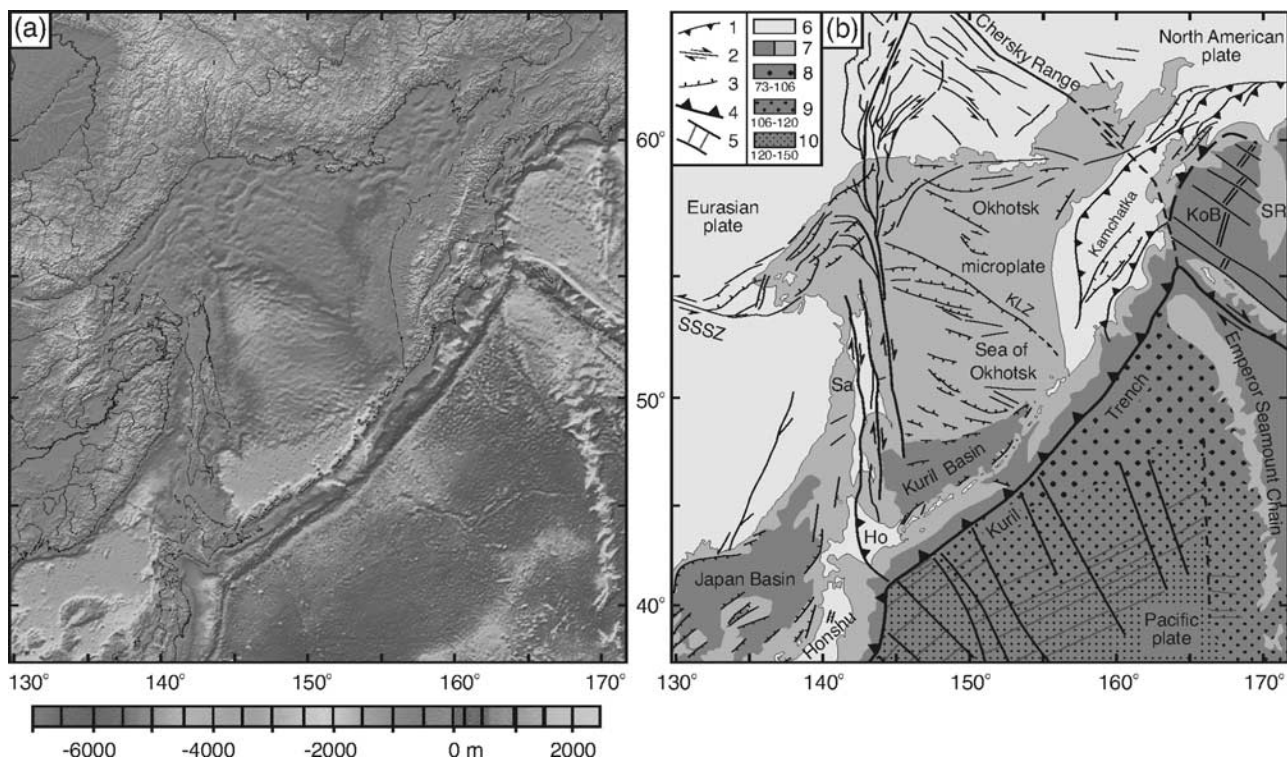 (a)
60°
50°
40°
130°
140°
150°
160°
170°
-6000
-4000
-2000
0 m
2000
1
2
3
4
5
6
7
8
73-106
9
106-120
10
120-150
(b)
Chersky Range
North American
plate
Eurasian
plate
Okhotsk
microplate
Kamchatka
KoB
SR
KLZ
SSSZ
Sea of
Okhotsk
Sa
Trench
Emperor Seamount Chain
Kuril Basin
Kuril
Ho
Japan Basin
Honshu
Pacific
plate
130°
140°
150°
160°
170°